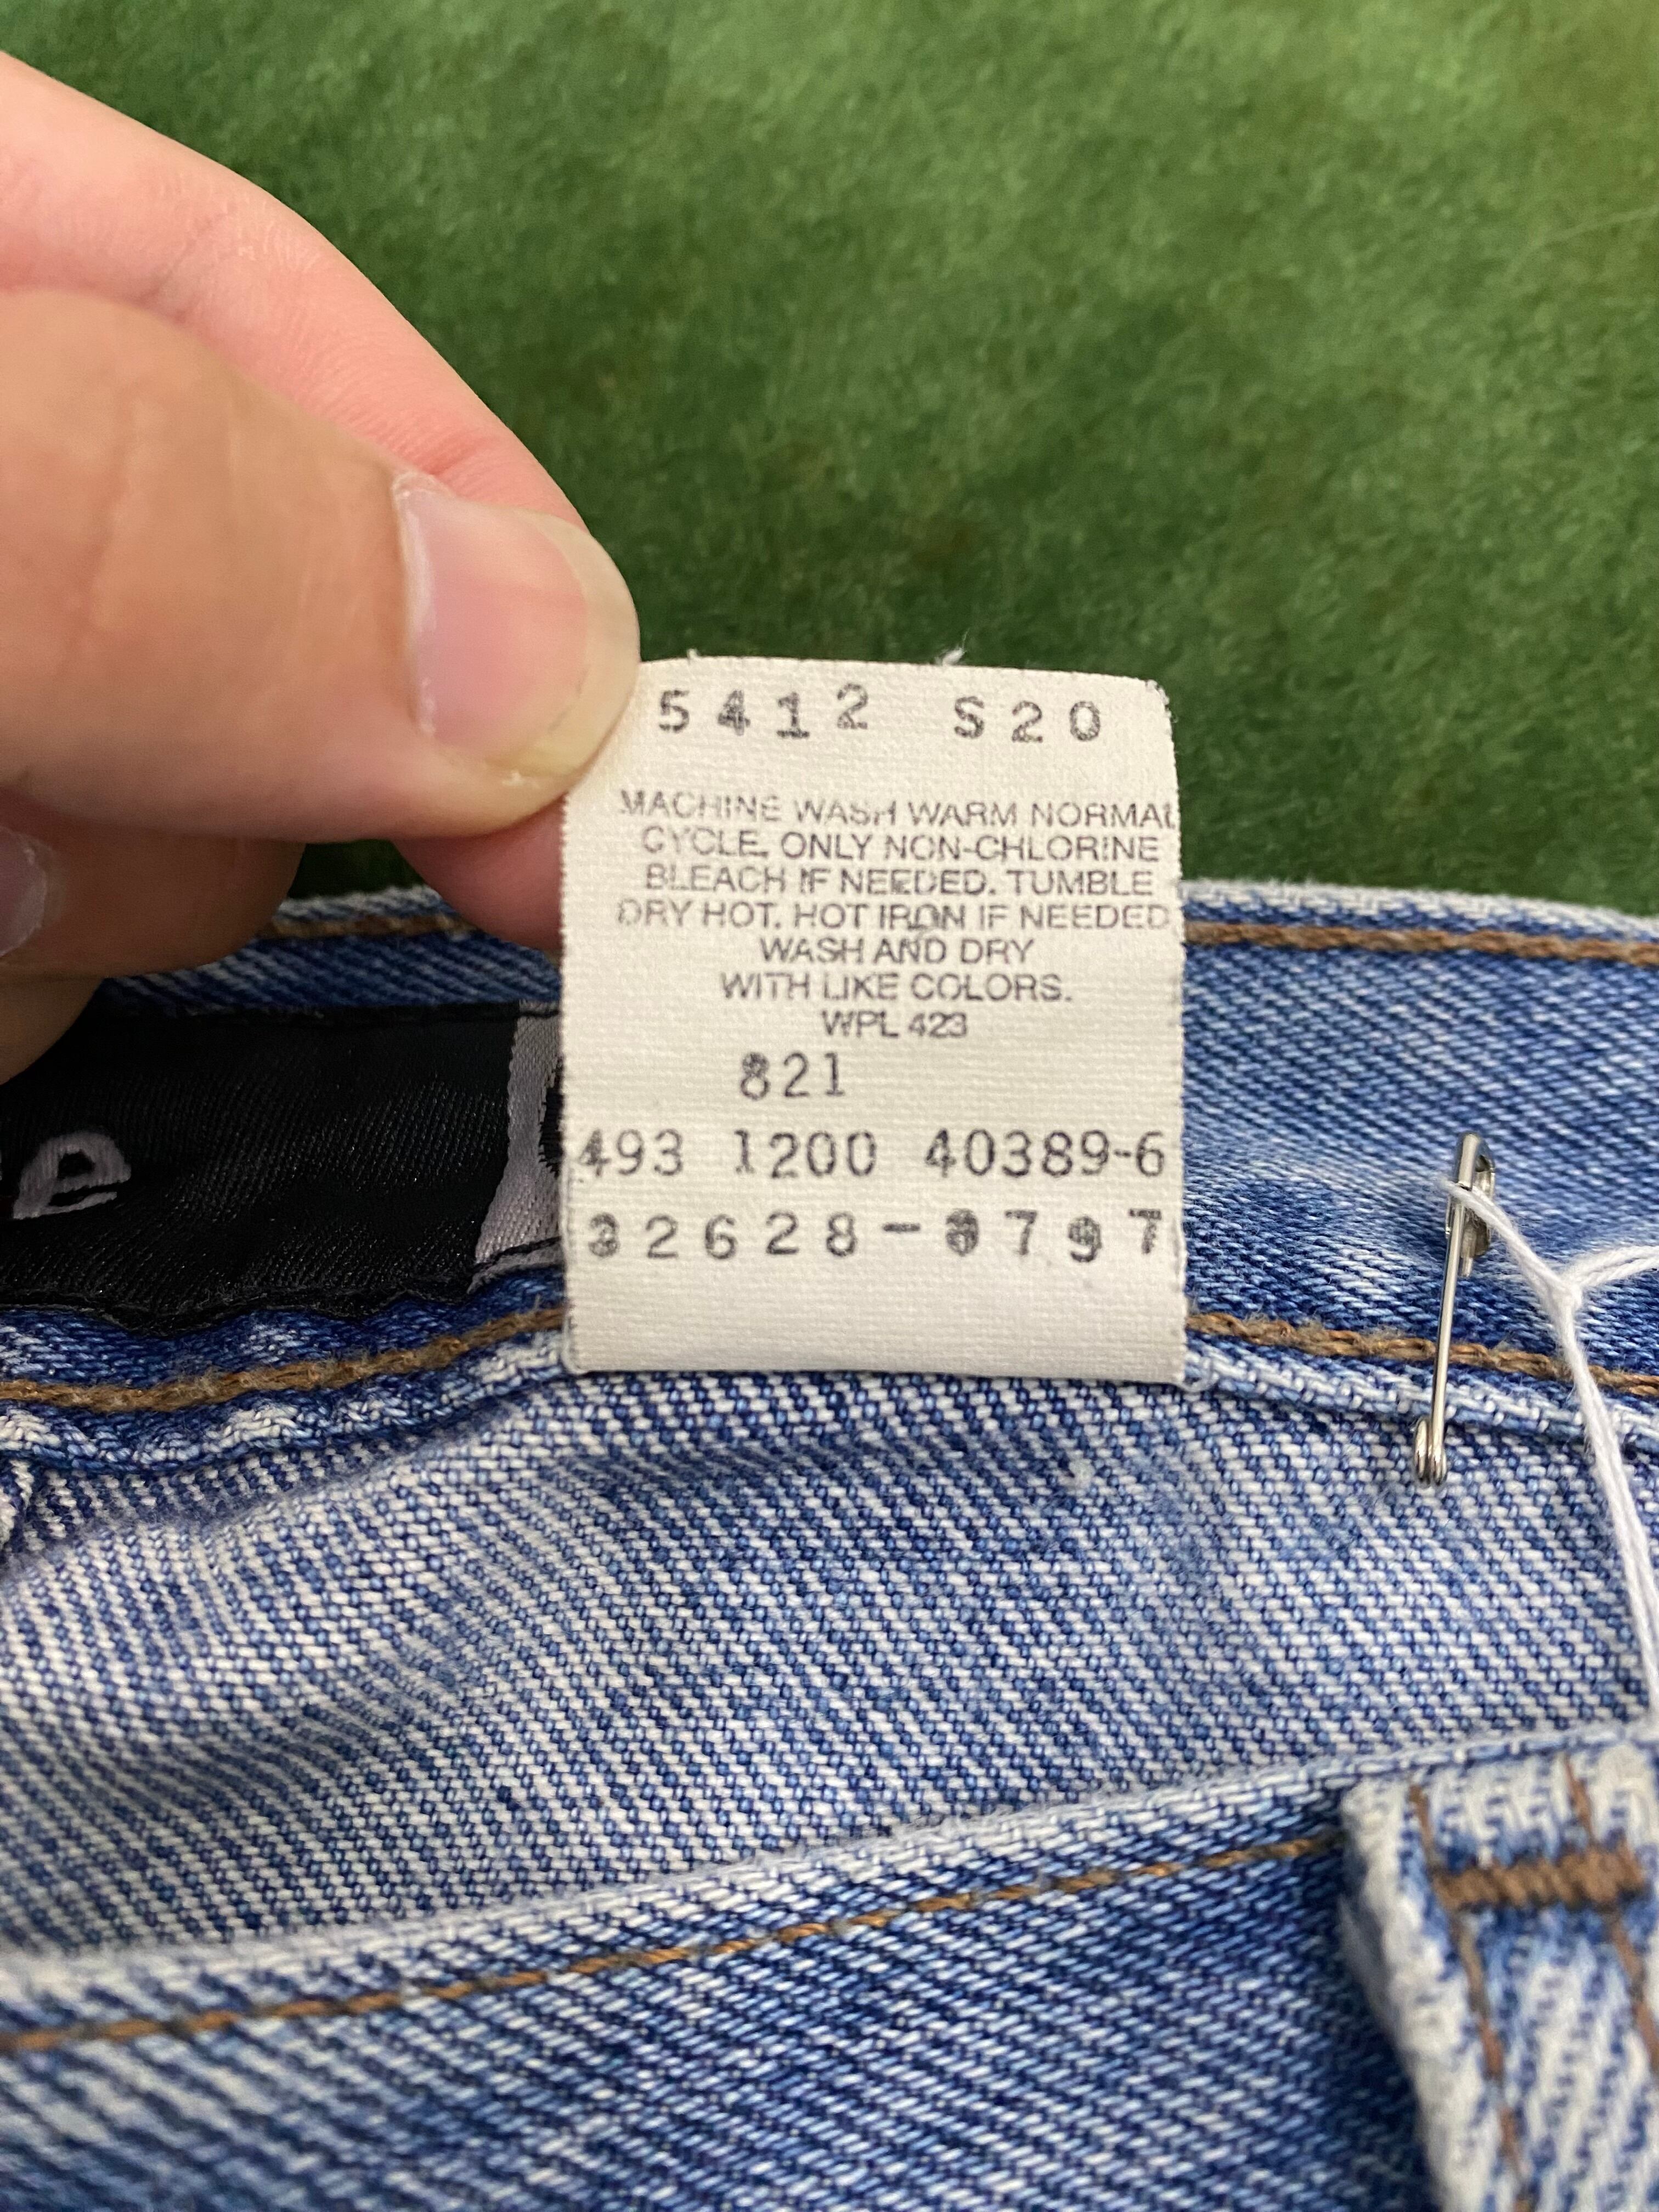 5412 S20
MACHINE WASH WARM NORMAL
CYCLE. ONLY NON-CHLORINE
BLEACH IF NEEDED. TUMBLE
DRY HOT. HOT IRON IF NEEDED
WASH AND DRY
WITH LIKE COLORS.
WPL 423
821
493 1200 40389-6